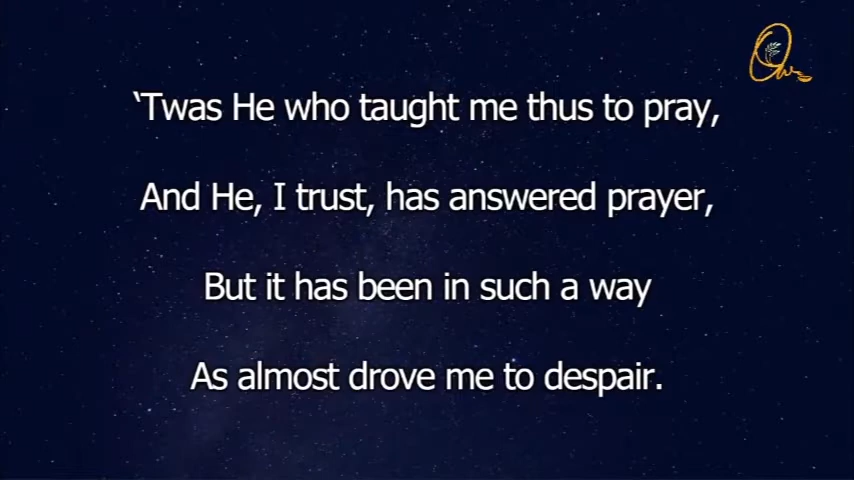 ‘Twas He who taught me thus to pray,
And He, I trust, has answered prayer,
But it has been in such a way
As almost drove me to despair.